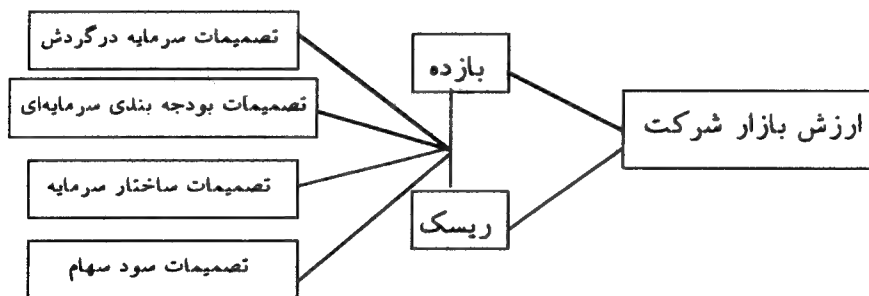 تصمیمات سرمایه درگردش
بازده
تصمیمات بودجه بندی سرمایه‌ای
ارزش بازار شرکت
تصمیمات ساختار سرمایه
ریسک
تصمیمات سود سهام